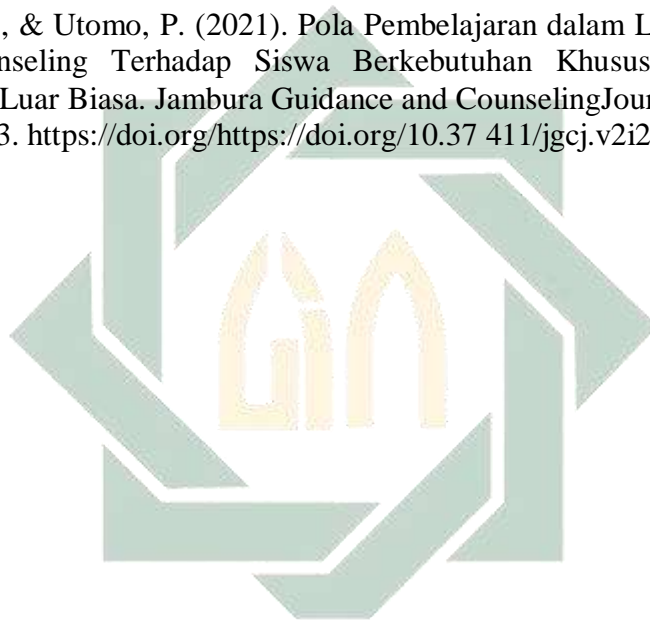 , & Utomo, P. (2021). Pola Pembelajaran dalam L
nseling Terhadap Siswa Berkebutuhan Khusus
Luar Biasa. Jambura Guidance and CounselingJour
3. https://doi.org/https://doi.org/10.37 411/jgcj.v2i2